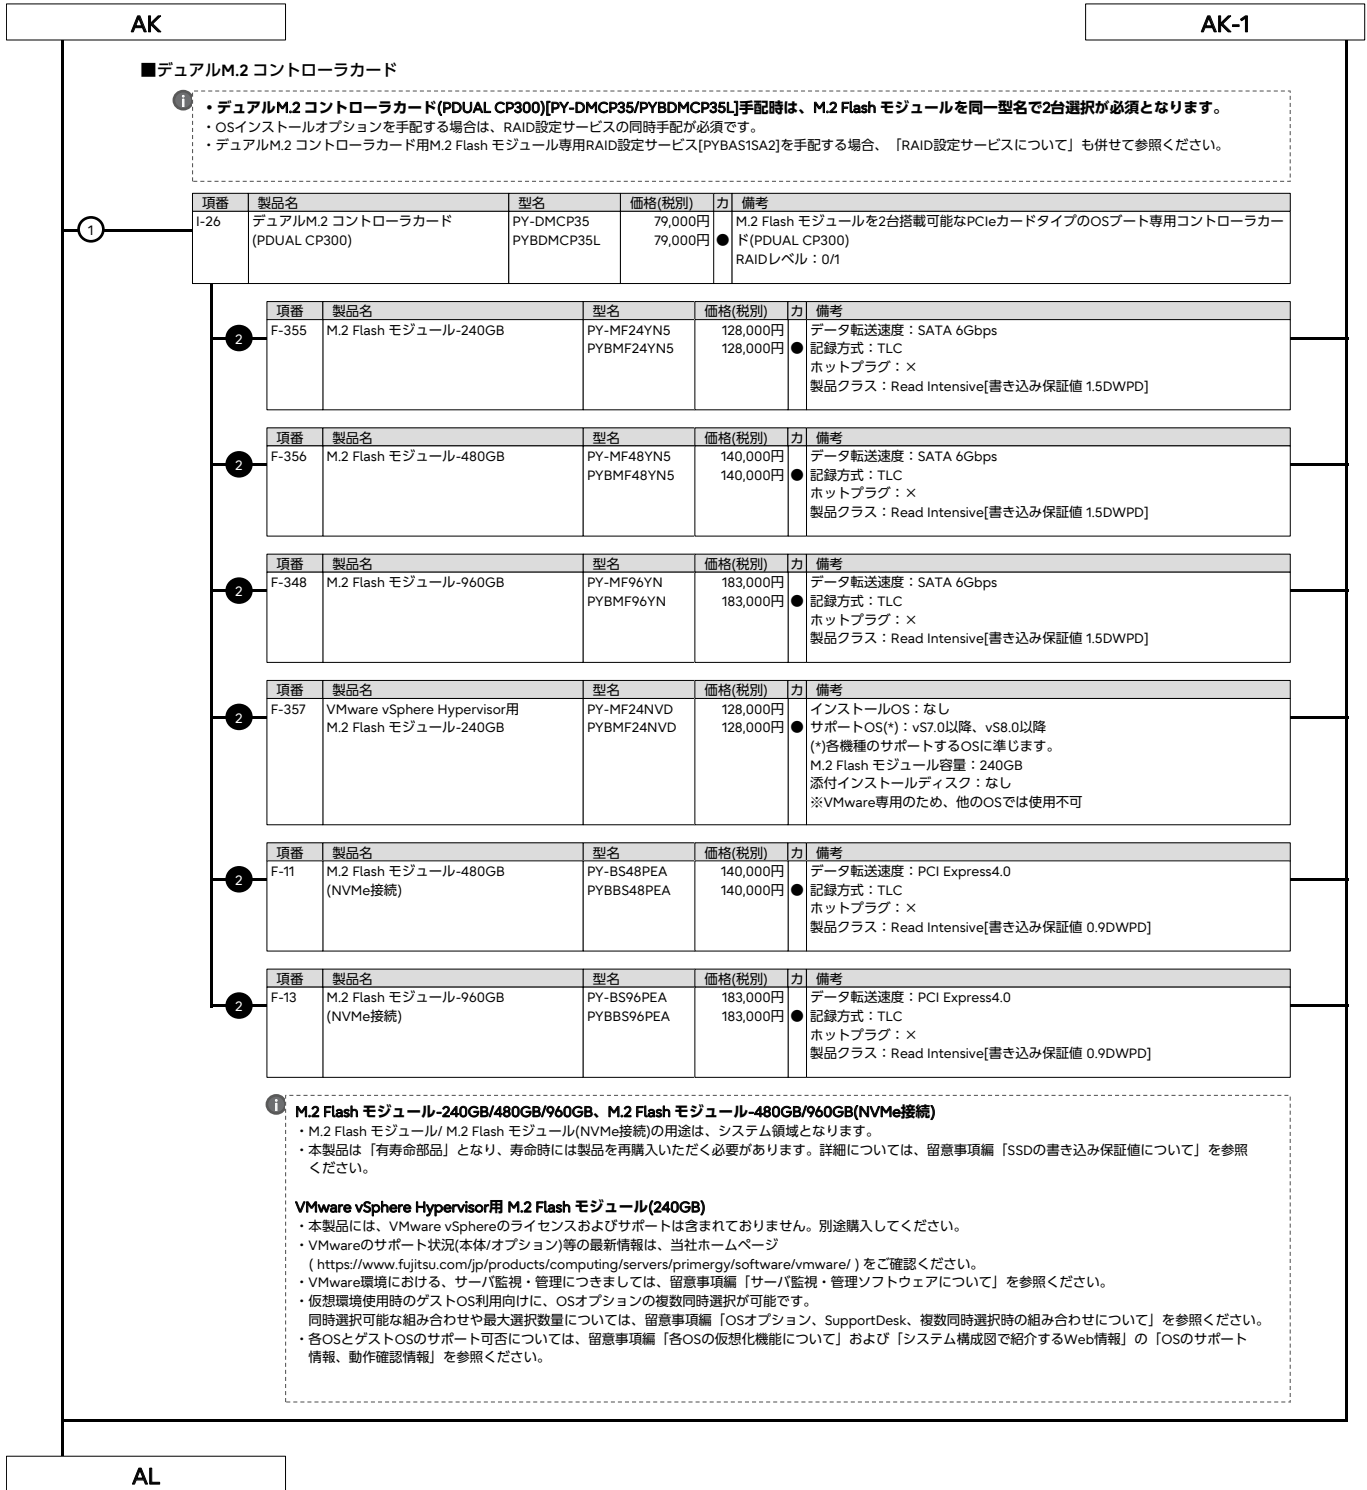 AK
AK-1
■デュアルM.2 コントローラカード
・デュアルM.2 コントローラカード(PDUAL CP300)[PY-DMCP35/PYBDMCP35L]手配時は、M.2 Flash モジュールを同一型名で2台選択が必須となります。
・OSインストールオプションを手配する場合は、RAID設定サービスの同時手配が必須です。
・デュアルM.2 コントローラカード用M.2 Flash モジュール専用RAID設定サービス[PYBAS1SA2]を手配する場合、「RAID設定サービスについて」も併せて参照ください。
項番 製品名 型名 価格(税別) カ 備考
1 I-26 デュアルM.2 コントローラカード PY-DMCP35 79,000円 M.2 Flash モジュールを2台搭載可能なPCIeカードタイプのOSブート専用コントローラカー
(PDUAL CP300) PYBDMCP35L 79,000円 ● ド(PDUAL CP300)
RAIDレベル：0/1
項番 製品名 型名 価格(税別) カ 備考
2 F-355 M.2 Flash モジュール-240GB PY-MF24YN5 128,000円 データ転送速度：SATA 6Gbps
PYBMF24YN5 128,000円 ● 記録方式：TLC
ホットプラグ：×
製品クラス：Read Intensive[書き込み保証値 1.5DWPD]
項番 製品名 型名 価格(税別) カ 備考
2 F-356 M.2 Flash モジュール-480GB PY-MF48YN5 140,000円 データ転送速度：SATA 6Gbps
PYBMF48YN5 140,000円 ● 記録方式：TLC
ホットプラグ：×
製品クラス：Read Intensive[書き込み保証値 1.5DWPD]
項番 製品名 型名 価格(税別) カ 備考
2 F-348 M.2 Flash モジュール-960GB PY-MF96YN 183,000円 データ転送速度：SATA 6Gbps
PYBMF96YN 183,000円 ● 記録方式：TLC
ホットプラグ：×
製品クラス：Read Intensive[書き込み保証値 1.5DWPD]
項番 製品名 型名 価格(税別) カ 備考
2 F-357 VMware vSphere Hypervisor用 PY-MF24NVD 128,000円 インストールOS：なし
M.2 Flash モジュール-240GB PYBMF24NVD 128,000円 ● サポートOS(*)：vS7.0以降、vS8.0以降
(*)各機種のサポートするOSに準じます。
M.2 Flash モジュール容量：240GB
添付インストールディスク：なし
※VMware専用のため、他のOSでは使用不可
項番 製品名 型名 価格(税別) カ 備考
2 F-11 M.2 Flash モジュール-480GB PY-BS48PEA 140,000円 データ転送速度：PCI Express4.0
(NVMe接続) PYBBS48PEA 140,000円 ● 記録方式：TLC
ホットプラグ：×
製品クラス：Read Intensive[書き込み保証値 0.9DWPD]
項番 製品名 型名 価格(税別) カ 備考
2 F-13 M.2 Flash モジュール-960GB PY-BS96PEA 183,000円 データ転送速度：PCI Express4.0
(NVMe接続) PYBBS96PEA 183,000円 ● 記録方式：TLC
ホットプラグ：×
製品クラス：Read Intensive[書き込み保証値 0.9DWPD]
M.2 Flash モジュール-240GB/480GB/960GB、M.2 Flash モジュール-480GB/960GB(NVMe接続)
・M.2 Flash モジュール/ M.2 Flash モジュール(NVMe接続)の用途は、システム領域となります。
・本製品は「有寿命部品」となり、寿命時には製品を再購入いただく必要があります。詳細については、留意事項編「SSDの書き込み保証値について」を参照
ください。
VMware vSphere Hypervisor用 M.2 Flash モジュール(240GB)
・本製品には、VMware vSphereのライセンスおよびサポートは含まれておりません。別途購入してください。
・VMwareのサポート状況(本体/オプション)等の最新情報は、当社ホームページ
( https://www.fujitsu.com/jp/products/computing/servers/primergy/software/vmware/ ) をご確認ください。
・VMware環境における、サーバ監視・管理につきましては、留意事項編「サーバ監視・管理ソフトウェアについて」を参照ください。
・仮想環境使用時のゲストOS利用向けに、OSオプションの複数同時選択が可能です。
同時選択可能な組み合わせや最大選択数量については、留意事項編「OSオプション、SupportDesk、複数同時選択時の組み合わせについて」を参照ください。
・各OSとゲストOSのサポート可否については、留意事項編「各OSの仮想化機能について」および「システム構成図で紹介するWeb情報」の「OSのサポート
情報、動作確認情報」を参照ください。
AL